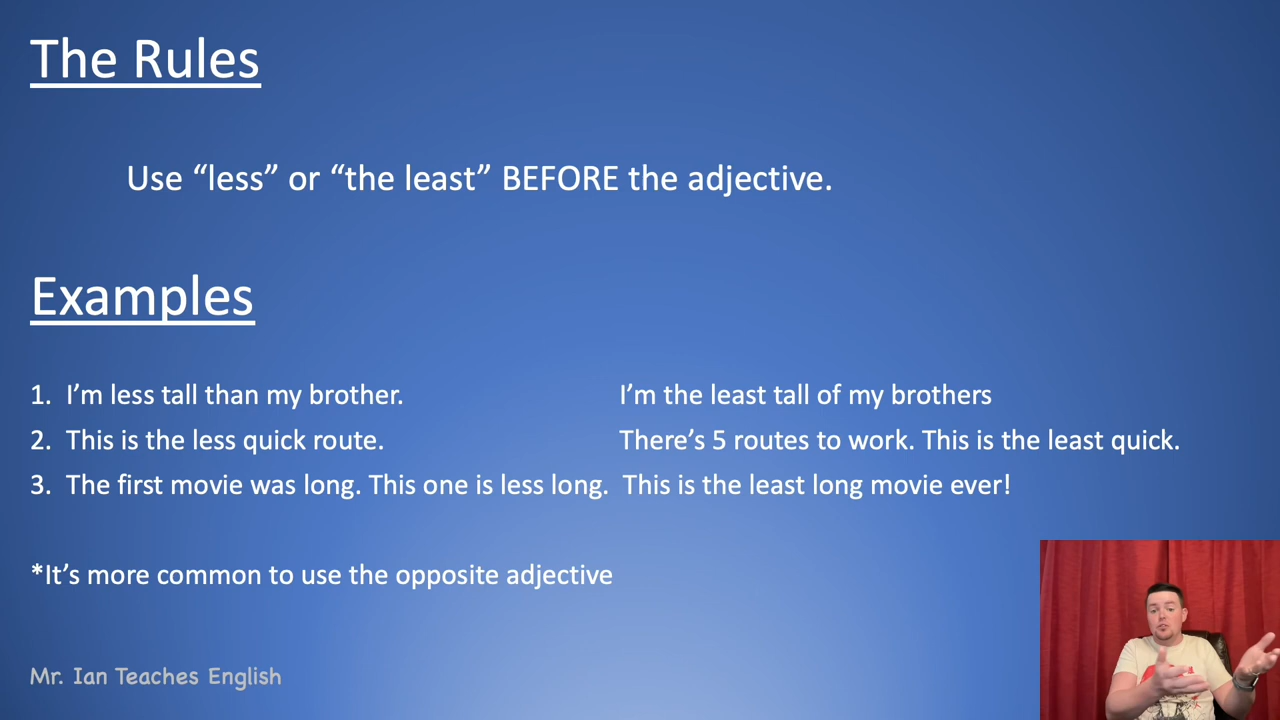 The Rules
Use “less” or “the least” BEFORE the adjective.
Examples
1. I’m less tall than my brother. I’m the least tall of my brothers
2. This is the less quick route. There’s 5 routes to work. This is the least quick.
3. The first movie was long. This one is less long. This is the least long movie ever!
*It’s more common to use the opposite adjective
Mr. Ian Teaches English